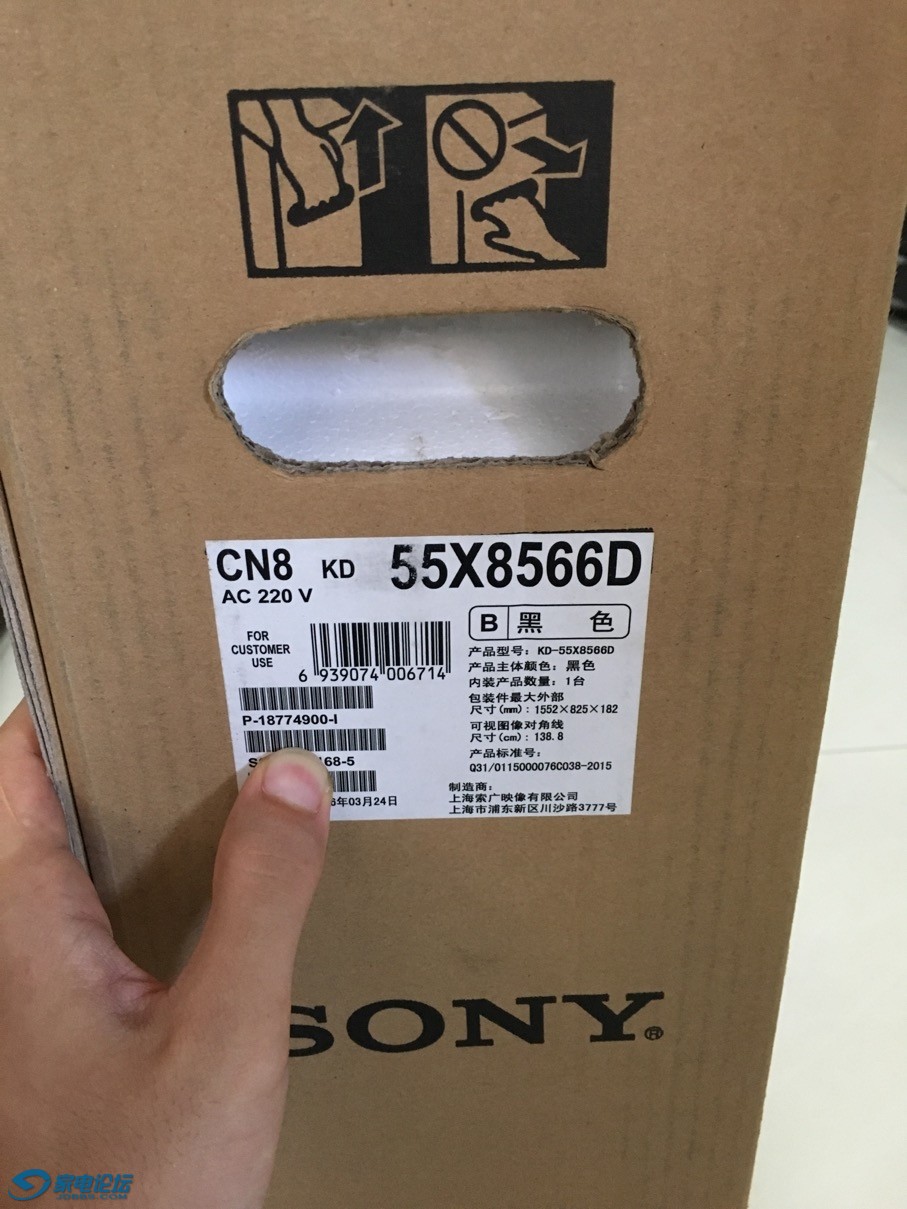 CN8 KD 55X8566D
AC 220 V
B 黑 色
FOR
CUSTOMER
USE
6 939074 006714
P-18774900-I
168-5
年03月24日
产品型号: KD-55X8566D
产品主体颜色: 黑色
内装产品数量: 1台
包装件最大外部
尺寸(mm): 1552×825×182
可视图像对角线
尺寸(cm): 138.8
产品标准号:
Q31/0115000076C038-2015
制造商:
上海索广映像有限公司
上海市浦东新区川沙路3777号
SONY®
家电论坛
JDBBS.COM